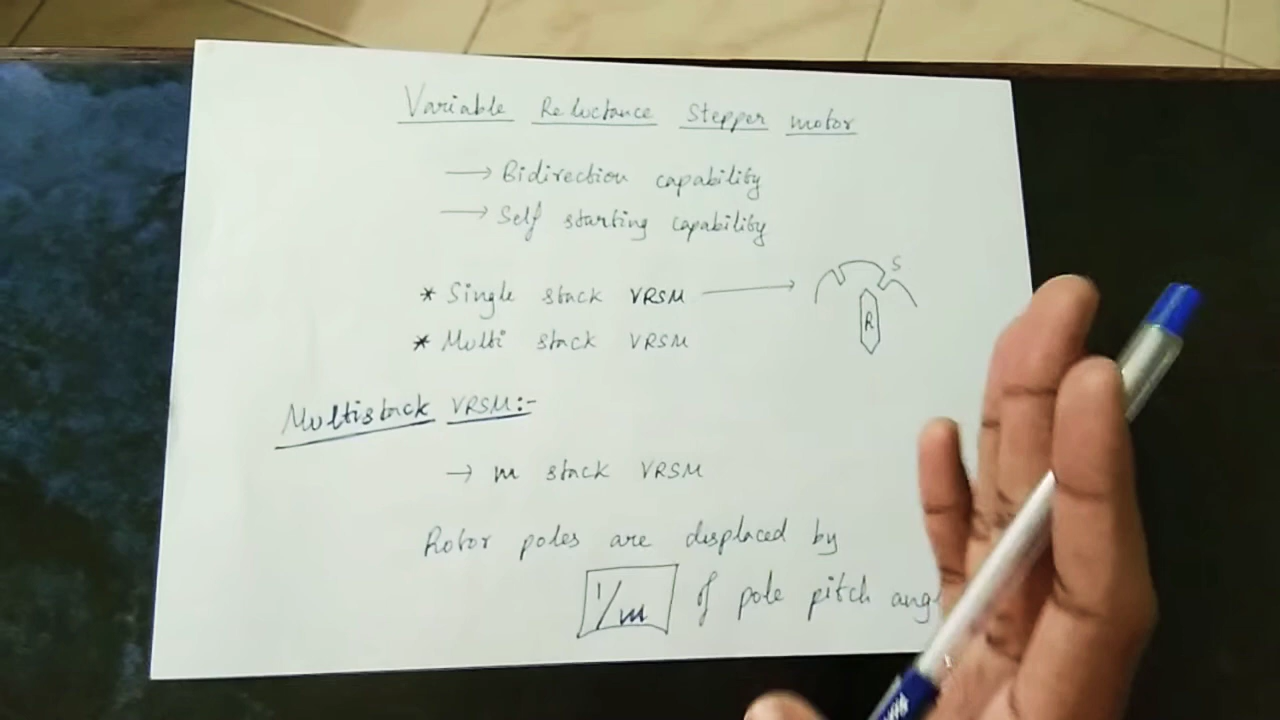 Variable Reluctance Stepper motor
→ Bidirection capability
→ Self starting capability
* Single stack VRSM → S
R
* Multi stack VRSM
Multistack VRSM:-
→ m stack VRSM
Rotor poles are displaced by
1/m of pole pitch